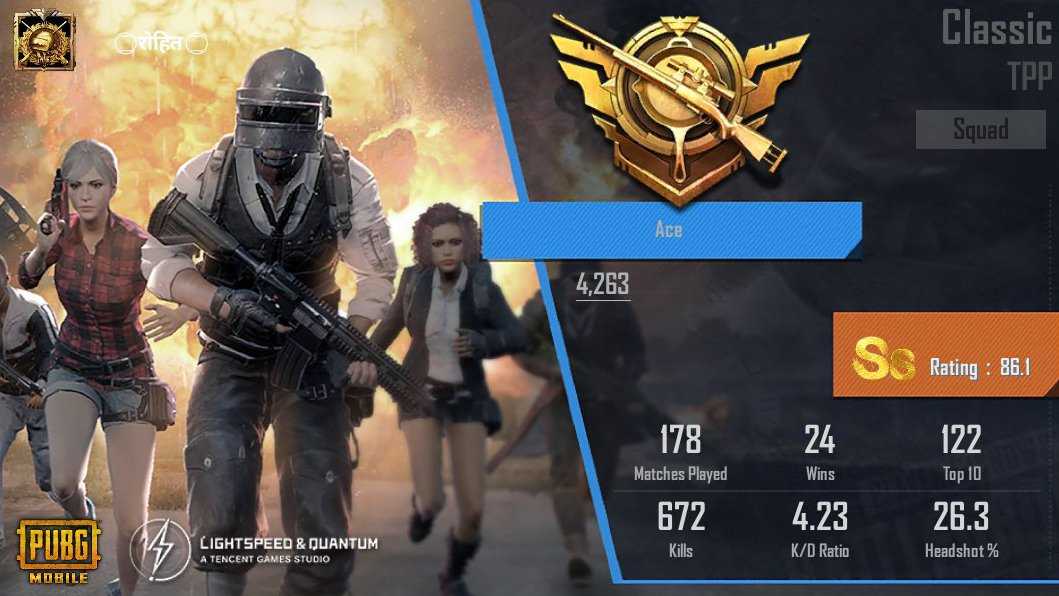 रोहित
Classic
TPP
Squad
Ace
4,263
SS Rating : 86.1
178 24 122
Matches Played Wins Top 10
672 4.23 26.3
Kills K/D Ratio Headshot %
PUBG
MOBILE
LIGHTSPEED & QUANTUM
A TENCENT GAMES STUDIO